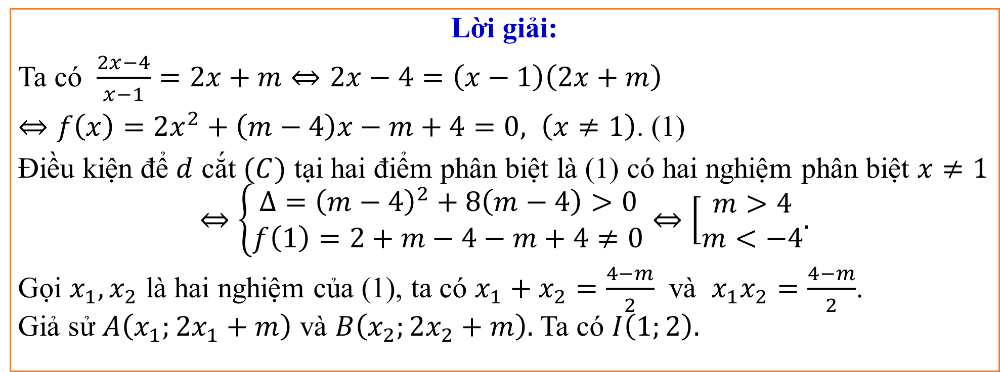 Lời giải:
Ta có $\frac{2x-4}{x-1} = 2x + m \Leftrightarrow 2x - 4 = (x - 1)(2x + m)$
$\Leftrightarrow f(x) = 2x^2 + (m - 4)x - m + 4 = 0, \ (x \neq 1)$. (1)
Điều kiện để $d$ cắt $(C)$ tại hai điểm phân biệt là (1) có hai nghiệm phân biệt $x \neq 1$
$\Leftrightarrow \begin{cases} \Delta = (m - 4)^2 + 8(m - 4) > 0 \\ f(1) = 2 + m - 4 - m + 4 \neq 0 \end{cases} \Leftrightarrow \left[ \begin{matrix} m > 4 \\ m < -4 \end{matrix} \right.$.
Gọi $x_1, x_2$ là hai nghiệm của (1), ta có $x_1 + x_2 = \frac{4-m}{2}$ và $x_1 x_2 = \frac{4-m}{2}$.
Giả sử $A(x_1; 2x_1 + m)$ và $B(x_2; 2x_2 + m)$. Ta có $I(1; 2)$.